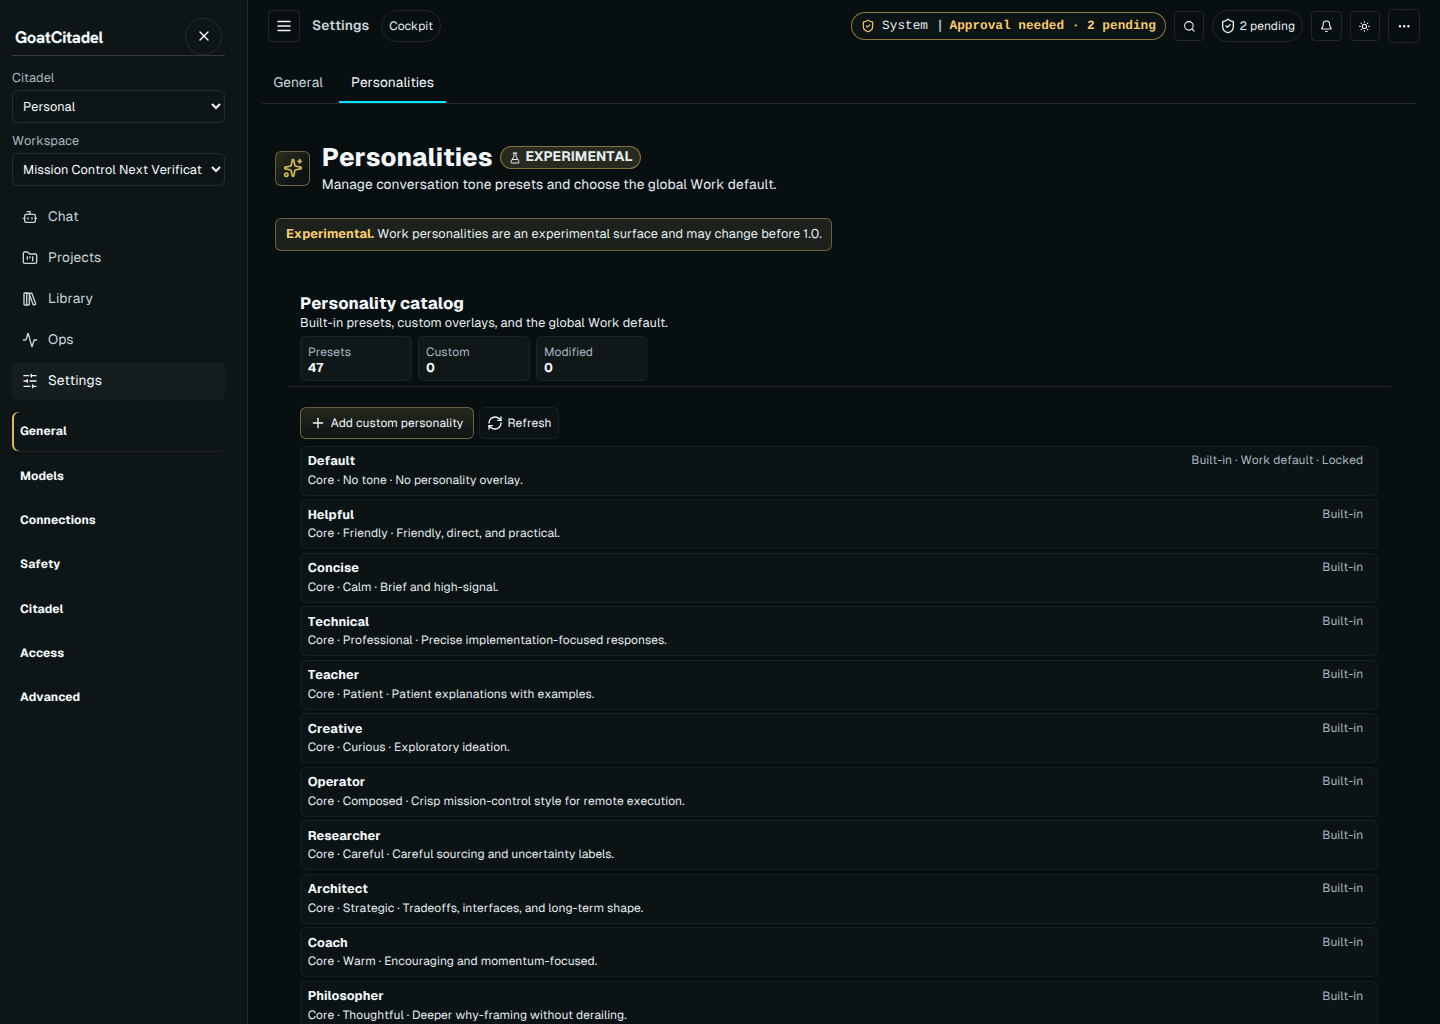 GoatCitadel
Citadel
Personal
Workspace
Mission Control Next Verificat
Chat
Projects
Library
Ops
Settings
General
Models
Connections
Safety
Citadel
Access
Advanced
Settings
Cockpit
System | Approval needed · 2 pending
2 pending
General
Personalities
Personalities
EXPERIMENTAL
Manage conversation tone presets and choose the global Work default.
Experimental. Work personalities are an experimental surface and may change before 1.0.
Personality catalog
Built-in presets, custom overlays, and the global Work default.
Presets
47
Custom
0
Modified
0
Add custom personality
Refresh
Default
Built-in · Work default · Locked
Core · No tone · No personality overlay.
Helpful
Built-in
Core · Friendly · Friendly, direct, and practical.
Concise
Built-in
Core · Calm · Brief and high-signal.
Technical
Built-in
Core · Professional · Precise implementation-focused responses.
Teacher
Built-in
Core · Patient · Patient explanations with examples.
Creative
Built-in
Core · Curious · Exploratory ideation.
Operator
Built-in
Core · Composed · Crisp mission-control style for remote execution.
Researcher
Built-in
Core · Careful · Careful sourcing and uncertainty labels.
Architect
Built-in
Core · Strategic · Tradeoffs, interfaces, and long-term shape.
Coach
Built-in
Core · Warm · Encouraging and momentum-focused.
Philosopher
Built-in
Core · Thoughtful · Deeper why-framing without derailing.